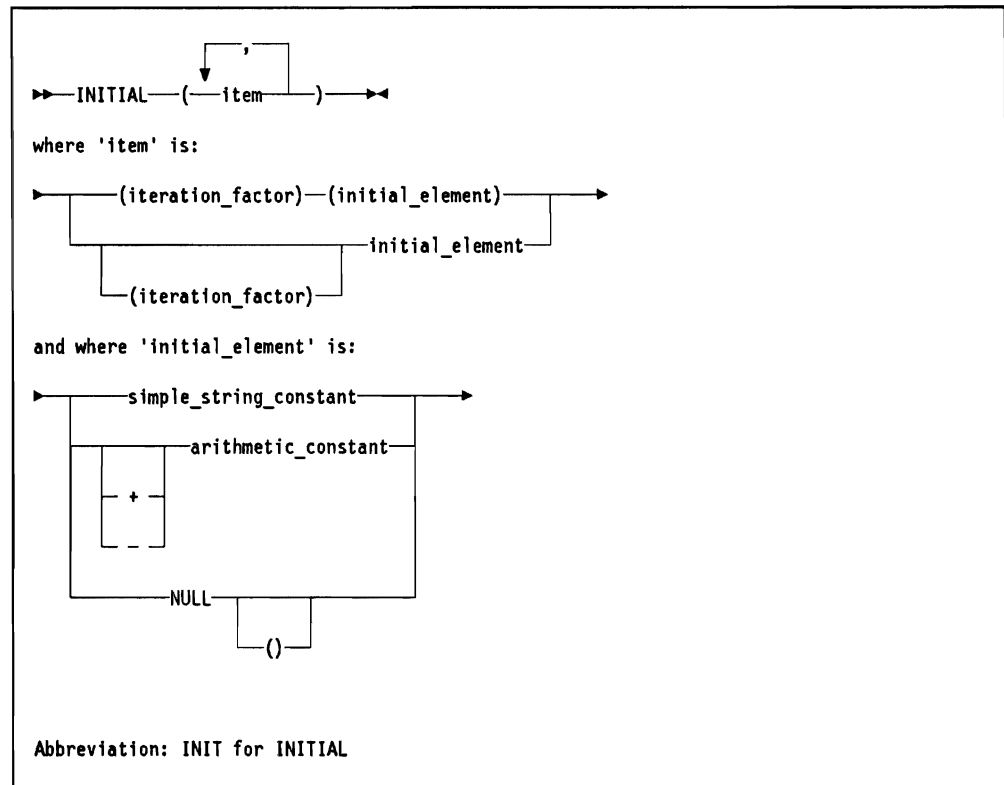 ,
INITIAL ( item )
where 'item' is:
(iteration_factor) (initial_element)
initial_element
(iteration_factor)
and where 'initial_element' is:
simple_string_constant
arithmetic_constant
+
-
NULL
()
Abbreviation: INIT for INITIAL